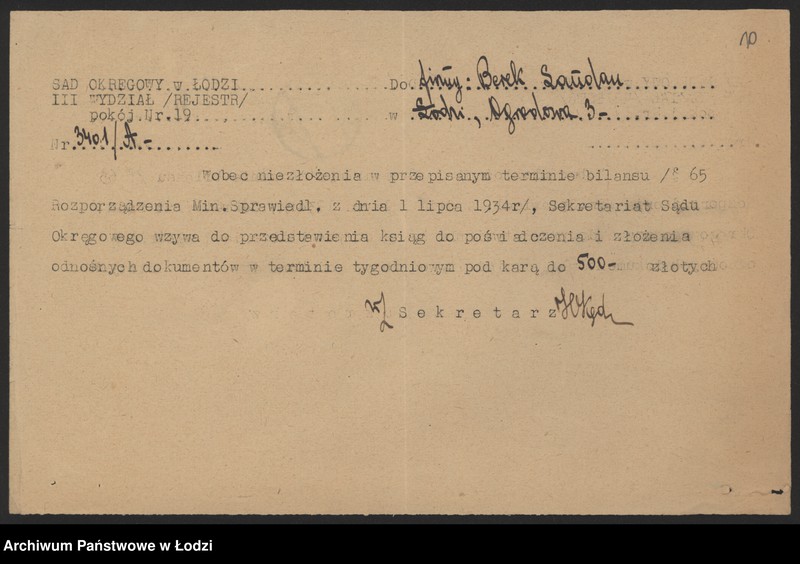 10
SAD OKRĘGOWY w ŁODZI Do firmy: Berek Landau
III WYDZIAŁ /REJESTR/
pokój Nr.19 w Łodzi, Ogrodowa 3-
Nr 3401/A-
Wobec niezłożenia w przepisanym terminie bilansu /§ 65
Rozporządzenia Min.Sprawiedl. z dnia 1 lipca 1934r/, Sekretariat Sądu
Okręgowego wzywa do przedstawienia ksiąg do poświadczenia i złożenia
odnośnych dokumentów w terminie tygodniowym pod karą do 500- złotych
Sekretarz
Archiwum Państwowe w Łodzi